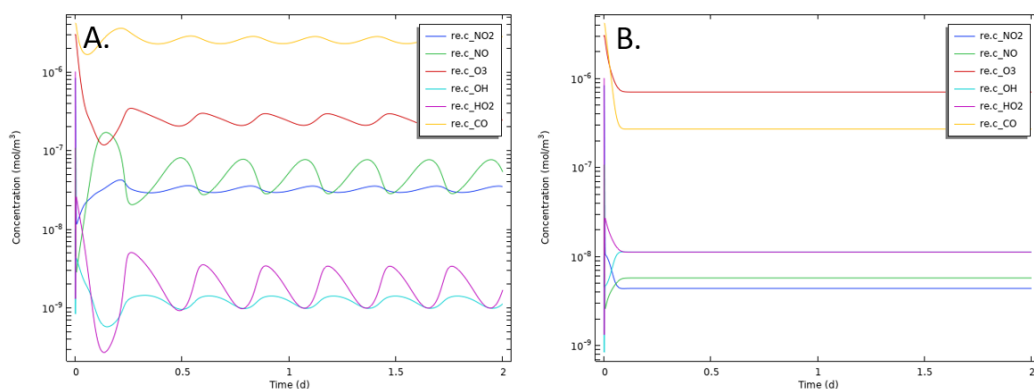 A.
re.c_NO2
re.c_NO
re.c_O3
re.c_OH
re.c_HO2
re.c_CO
10⁻⁶
10⁻⁷
10⁻⁸
10⁻⁹
Concentration (mol/m³)
0 0.5 1 1.5 2
Time (d)
B.
re.c_NO2
re.c_NO
re.c_O3
re.c_OH
re.c_HO2
re.c_CO
10⁻⁶
10⁻⁷
10⁻⁸
10⁻⁹
Concentration (mol/m³)
0 0.5 1 1.5 2
Time (d)